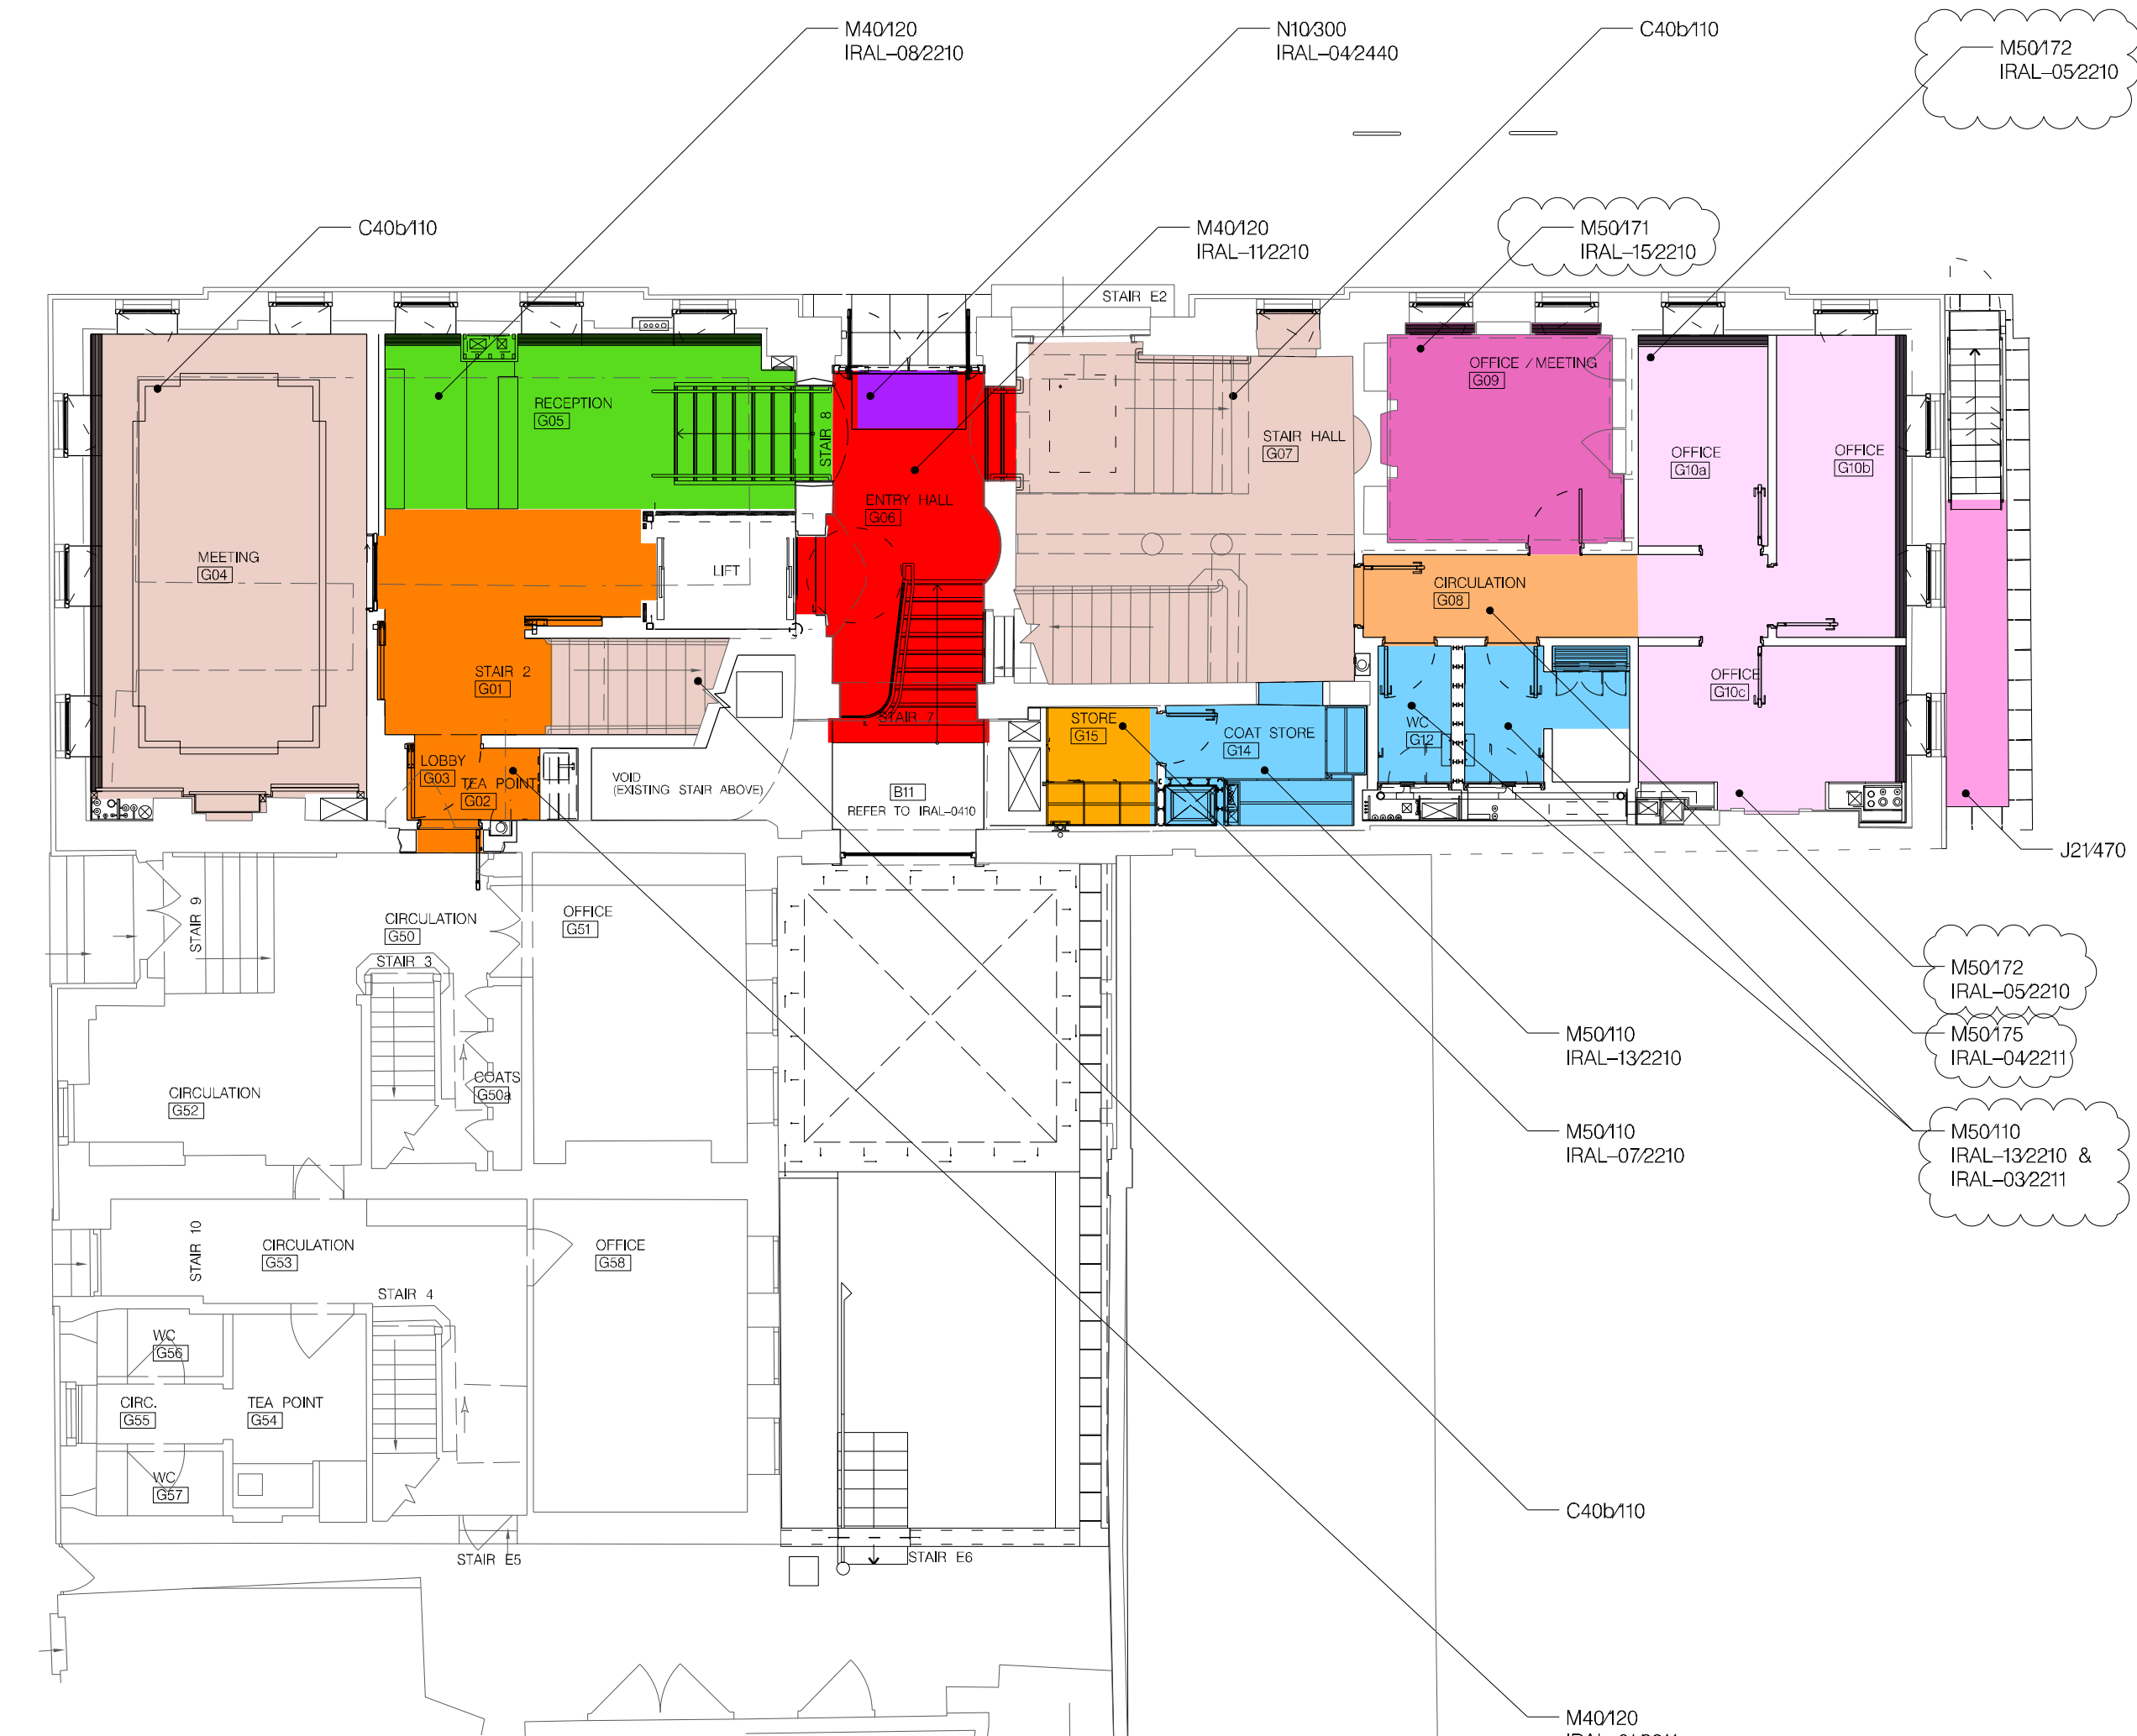 M40/120
IRAL-08/2210
N10/300
IRAL-04/2440
C40b/110
M50/172
IRAL-05/2210
C40b/110
M40/120
IRAL-11/2210
M50/171
IRAL-15/2210
STAIR E2
OFFICE / MEETING
G09
RECEPTION
G05
STAIR 8
STAIR HALL
G07
OFFICE
G10a
OFFICE
G10b
ENTRY HALL
G06
MEETING
G04
LIFT
CIRCULATION
G08
STAIR 2
G01
OFFICE
G10c
STAIR 7
STORE
G15
COAT STORE
G14
WC
G12
LOBBY
G03
TEA POINT
G02
VOID
(EXISTING STAIR ABOVE)
B11
REFER TO IRAL-0410
J21/470
STAIR 9
CIRCULATION
G50
OFFICE
G51
STAIR 3
M50/172
IRAL-05/2210
M50/175
IRAL-04/2211
M50/110
IRAL-13/2210
COATS
G50a
CIRCULATION
G52
M50/110
IRAL-07/2210
M50/110
IRAL-13/2210 &
IRAL-03/2211
STAIR 10
CIRCULATION
G53
OFFICE
G58
STAIR 4
WC
G56
CIRC.
G55
TEA POINT
G54
WC
G57
C40b/110
STAIR E5
STAIR E6
M40/120